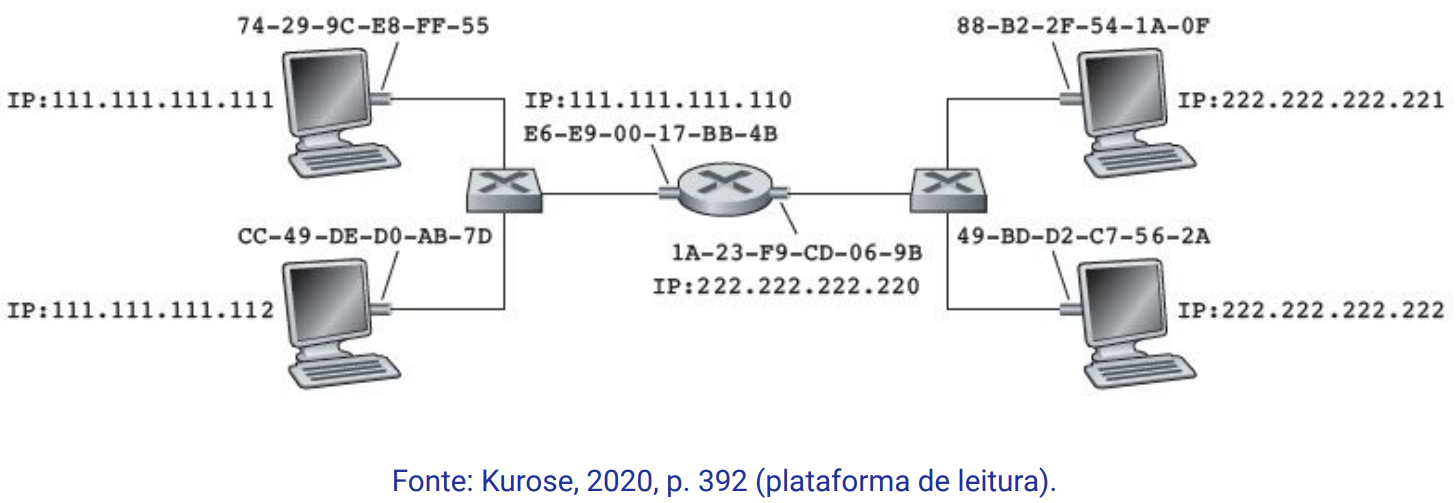 74-29-9C-E8-FF-55
IP:111.111.111.111
IP:111.111.111.110
E6-E9-00-17-BB-4B
88-B2-2F-54-1A-0F
IP:222.222.222.221
CC-49-DE-D0-AB-7D
IP:111.111.111.112
1A-23-F9-CD-06-9B
IP:222.222.222.220
49-BD-D2-C7-56-2A
IP:222.222.222.222
Fonte: Kurose, 2020, p. 392 (plataforma de leitura).